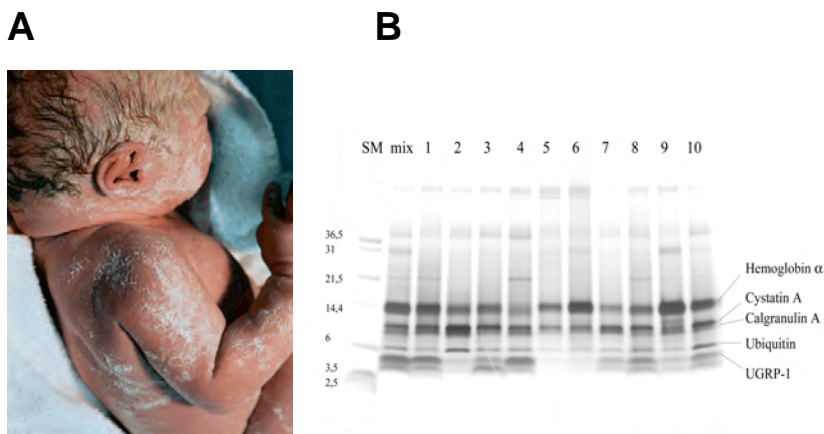 A
B
SM mix 1 2 3 4 5 6 7 8 9 10
36,5
31
21,5
14,4
6
3,5
2,5
Hemoglobin α
Cystatin A
Calgranulin A
Ubiquitin
UGRP-1